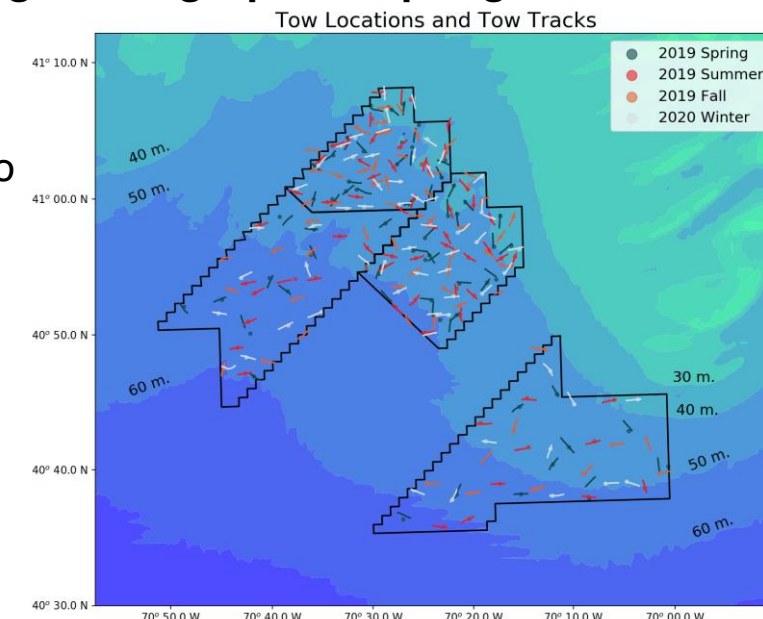 Tow Locations and Tow Tracks
2019 Spring
2019 Summer
2019 Fall
2020 Winter
41° 10.0 N
41° 00.0 N
40° 50.0 N
40° 40.0 N
40° 30.0 N
40 m.
50 m.
60 m.
30 m.
40 m.
50 m.
60 m.
70° 50.0 W
70° 40.0 W
70° 30.0 W
70° 20.0 W
70° 10.0 W
70° 00.0 W